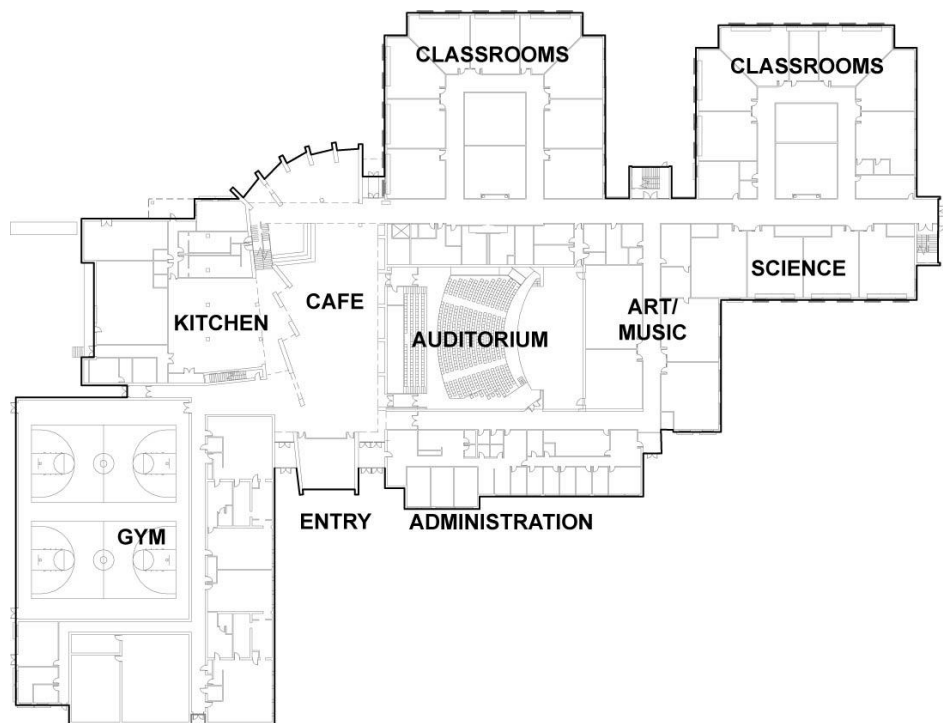 CLASSROOMS
CLASSROOMS
SCIENCE
CAFE
KITCHEN
AUDITORIUM
ART/
MUSIC
ENTRY
ADMINISTRATION
GYM